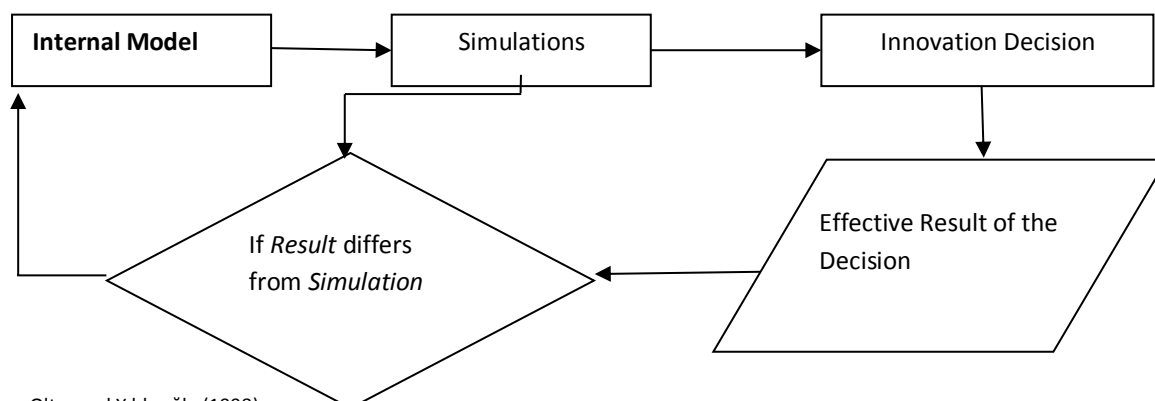 Internal Model
Simulations
Innovation Decision
Effective Result of the
Decision
If Result differs
from Simulation